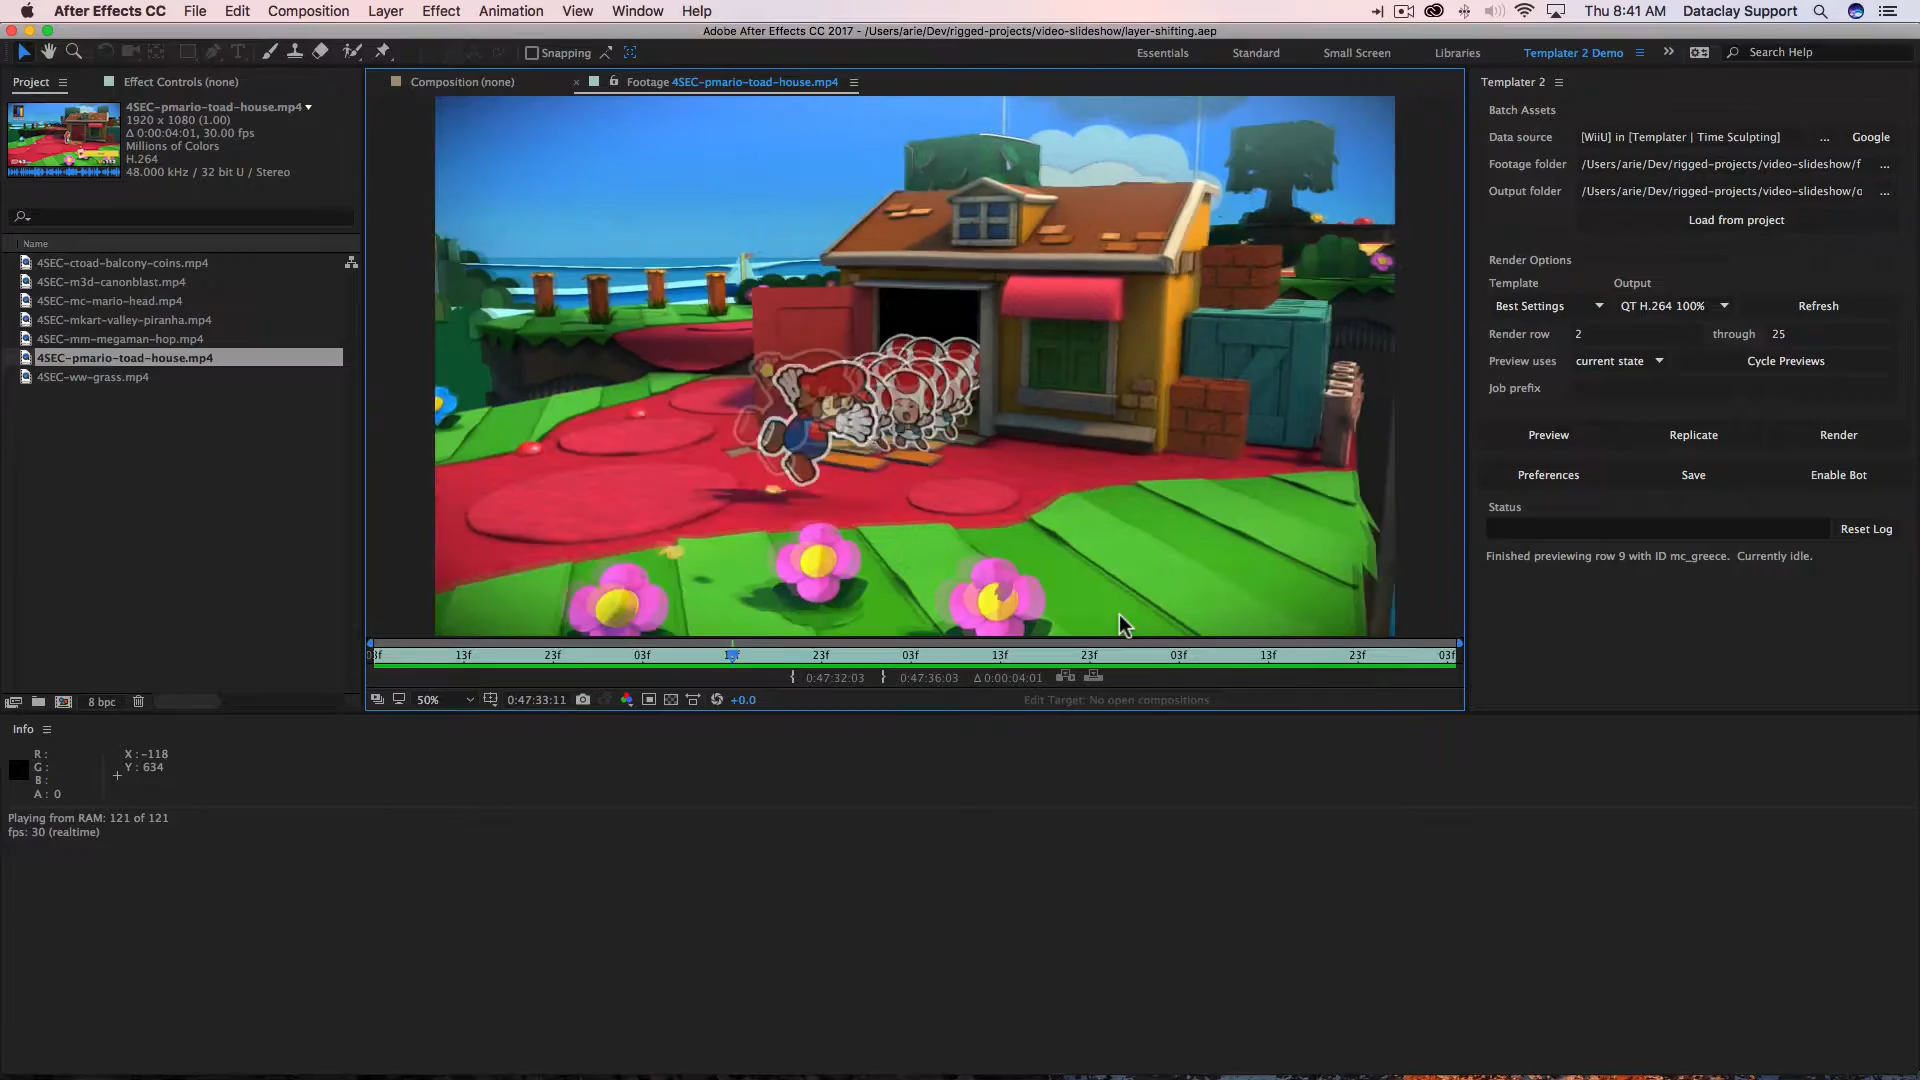 After Effects CC File Edit Composition Layer Effect Animation View Window Help Thu 8:41 AM Dataclay Support
Adobe After Effects CC 2017 - /Users/arie/Dev/rigged-projects/video-slideshow/layer-shifting.aep
Snapping Essentials Standard Small Screen Libraries Templater 2 Demo Search Help
Project Effect Controls (none)
4SEC-pmario-toad-house.mp4
1920 x 1080 (1.00)
Δ 0:00:04:01, 30.00 fps
Millions of Colors
H.264
48.000 kHz / 32 bit U / Stereo
Name
4SEC-ctoad-balcony-coins.mp4
4SEC-m3d-canonblast.mp4
4SEC-mc-mario-head.mp4
4SEC-mkart-valley-piranha.mp4
4SEC-mm-megaman-hop.mp4
4SEC-pmario-toad-house.mp4
4SEC-ww-grass.mp4
8 bpc
Composition (none) × Footage 4SEC-pmario-toad-house.mp4
13f 23f 03f 23f 03f 13f 23f 03f 13f 23f 03f
0:47:32:03 0:47:36:03 Δ 0:00:04:01
50% 0:47:33:11 +0.0 Edit Target: No open compositions
Templater 2
Batch Assets
Data source [WiiU] in [Templater | Time Sculpting] ... Google
Footage folder /Users/arie/Dev/rigged-projects/video-slideshow/f ...
Output folder /Users/arie/Dev/rigged-projects/video-slideshow/o ...
Load from project
Render Options
Template Output
Best Settings QT H.264 100% Refresh
Render row 2 through 25
Preview uses current state Cycle Previews
Job prefix
Preview Replicate Render
Preferences Save Enable Bot
Status
Reset Log
Finished previewing row 9 with ID mc_greece. Currently idle.
Info
R :
G :
B :
A : 0
X : -118
Y : 634
Playing from RAM: 121 of 121
fps: 30 (realtime)